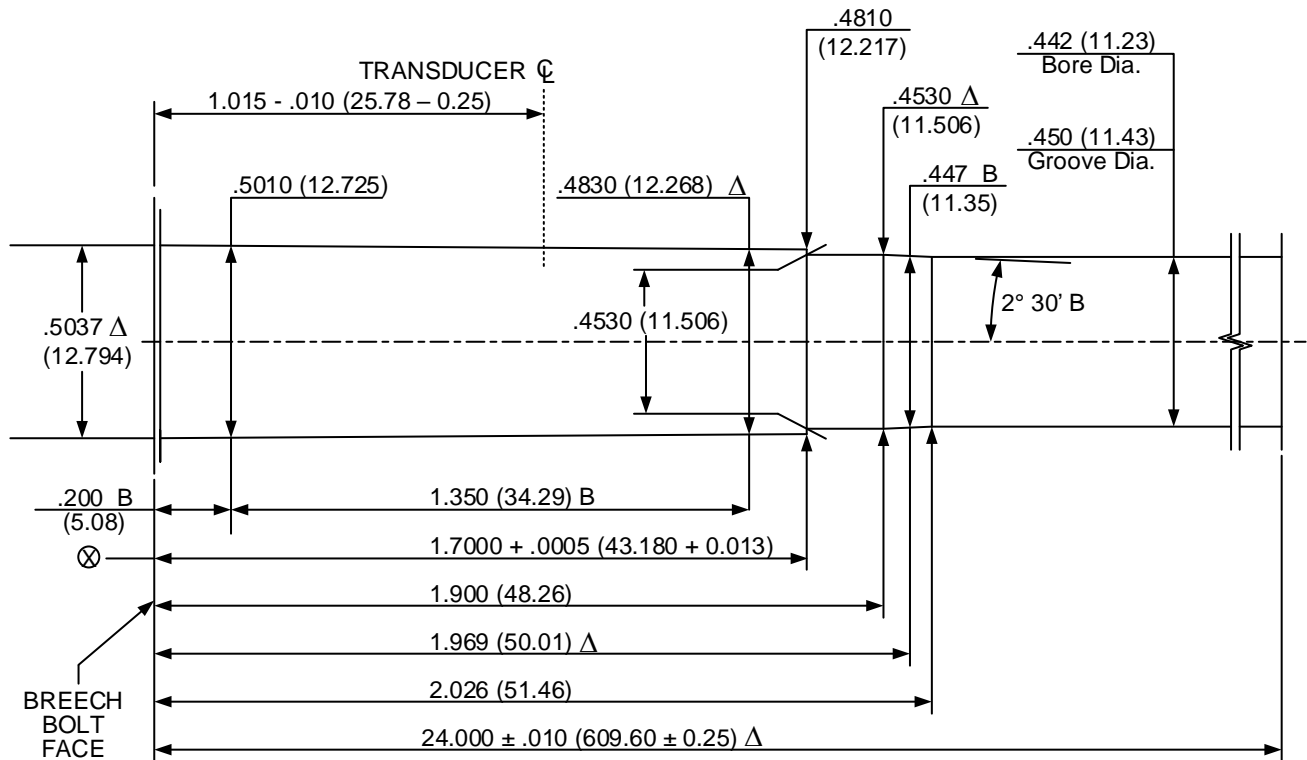 .4810
(12.217)
.442 (11.23)
Bore Dia.
TRANSDUCER ℄
1.015 - .010 (25.78 – 0.25)
.4530 Δ
(11.506)
.450 (11.43)
Groove Dia.
.5010 (12.725)
.4830 (12.268) Δ
.447 B
(11.35)
.5037 Δ
(12.794)
.4530 (11.506)
2° 30’ B
.200 B
(5.08)
1.350 (34.29) B
⊗
1.7000 + .0005 (43.180 + 0.013)
1.900 (48.26)
1.969 (50.01) Δ
2.026 (51.46)
BREECH
BOLT
FACE
24.000 ± .010 (609.60 ± 0.25) Δ